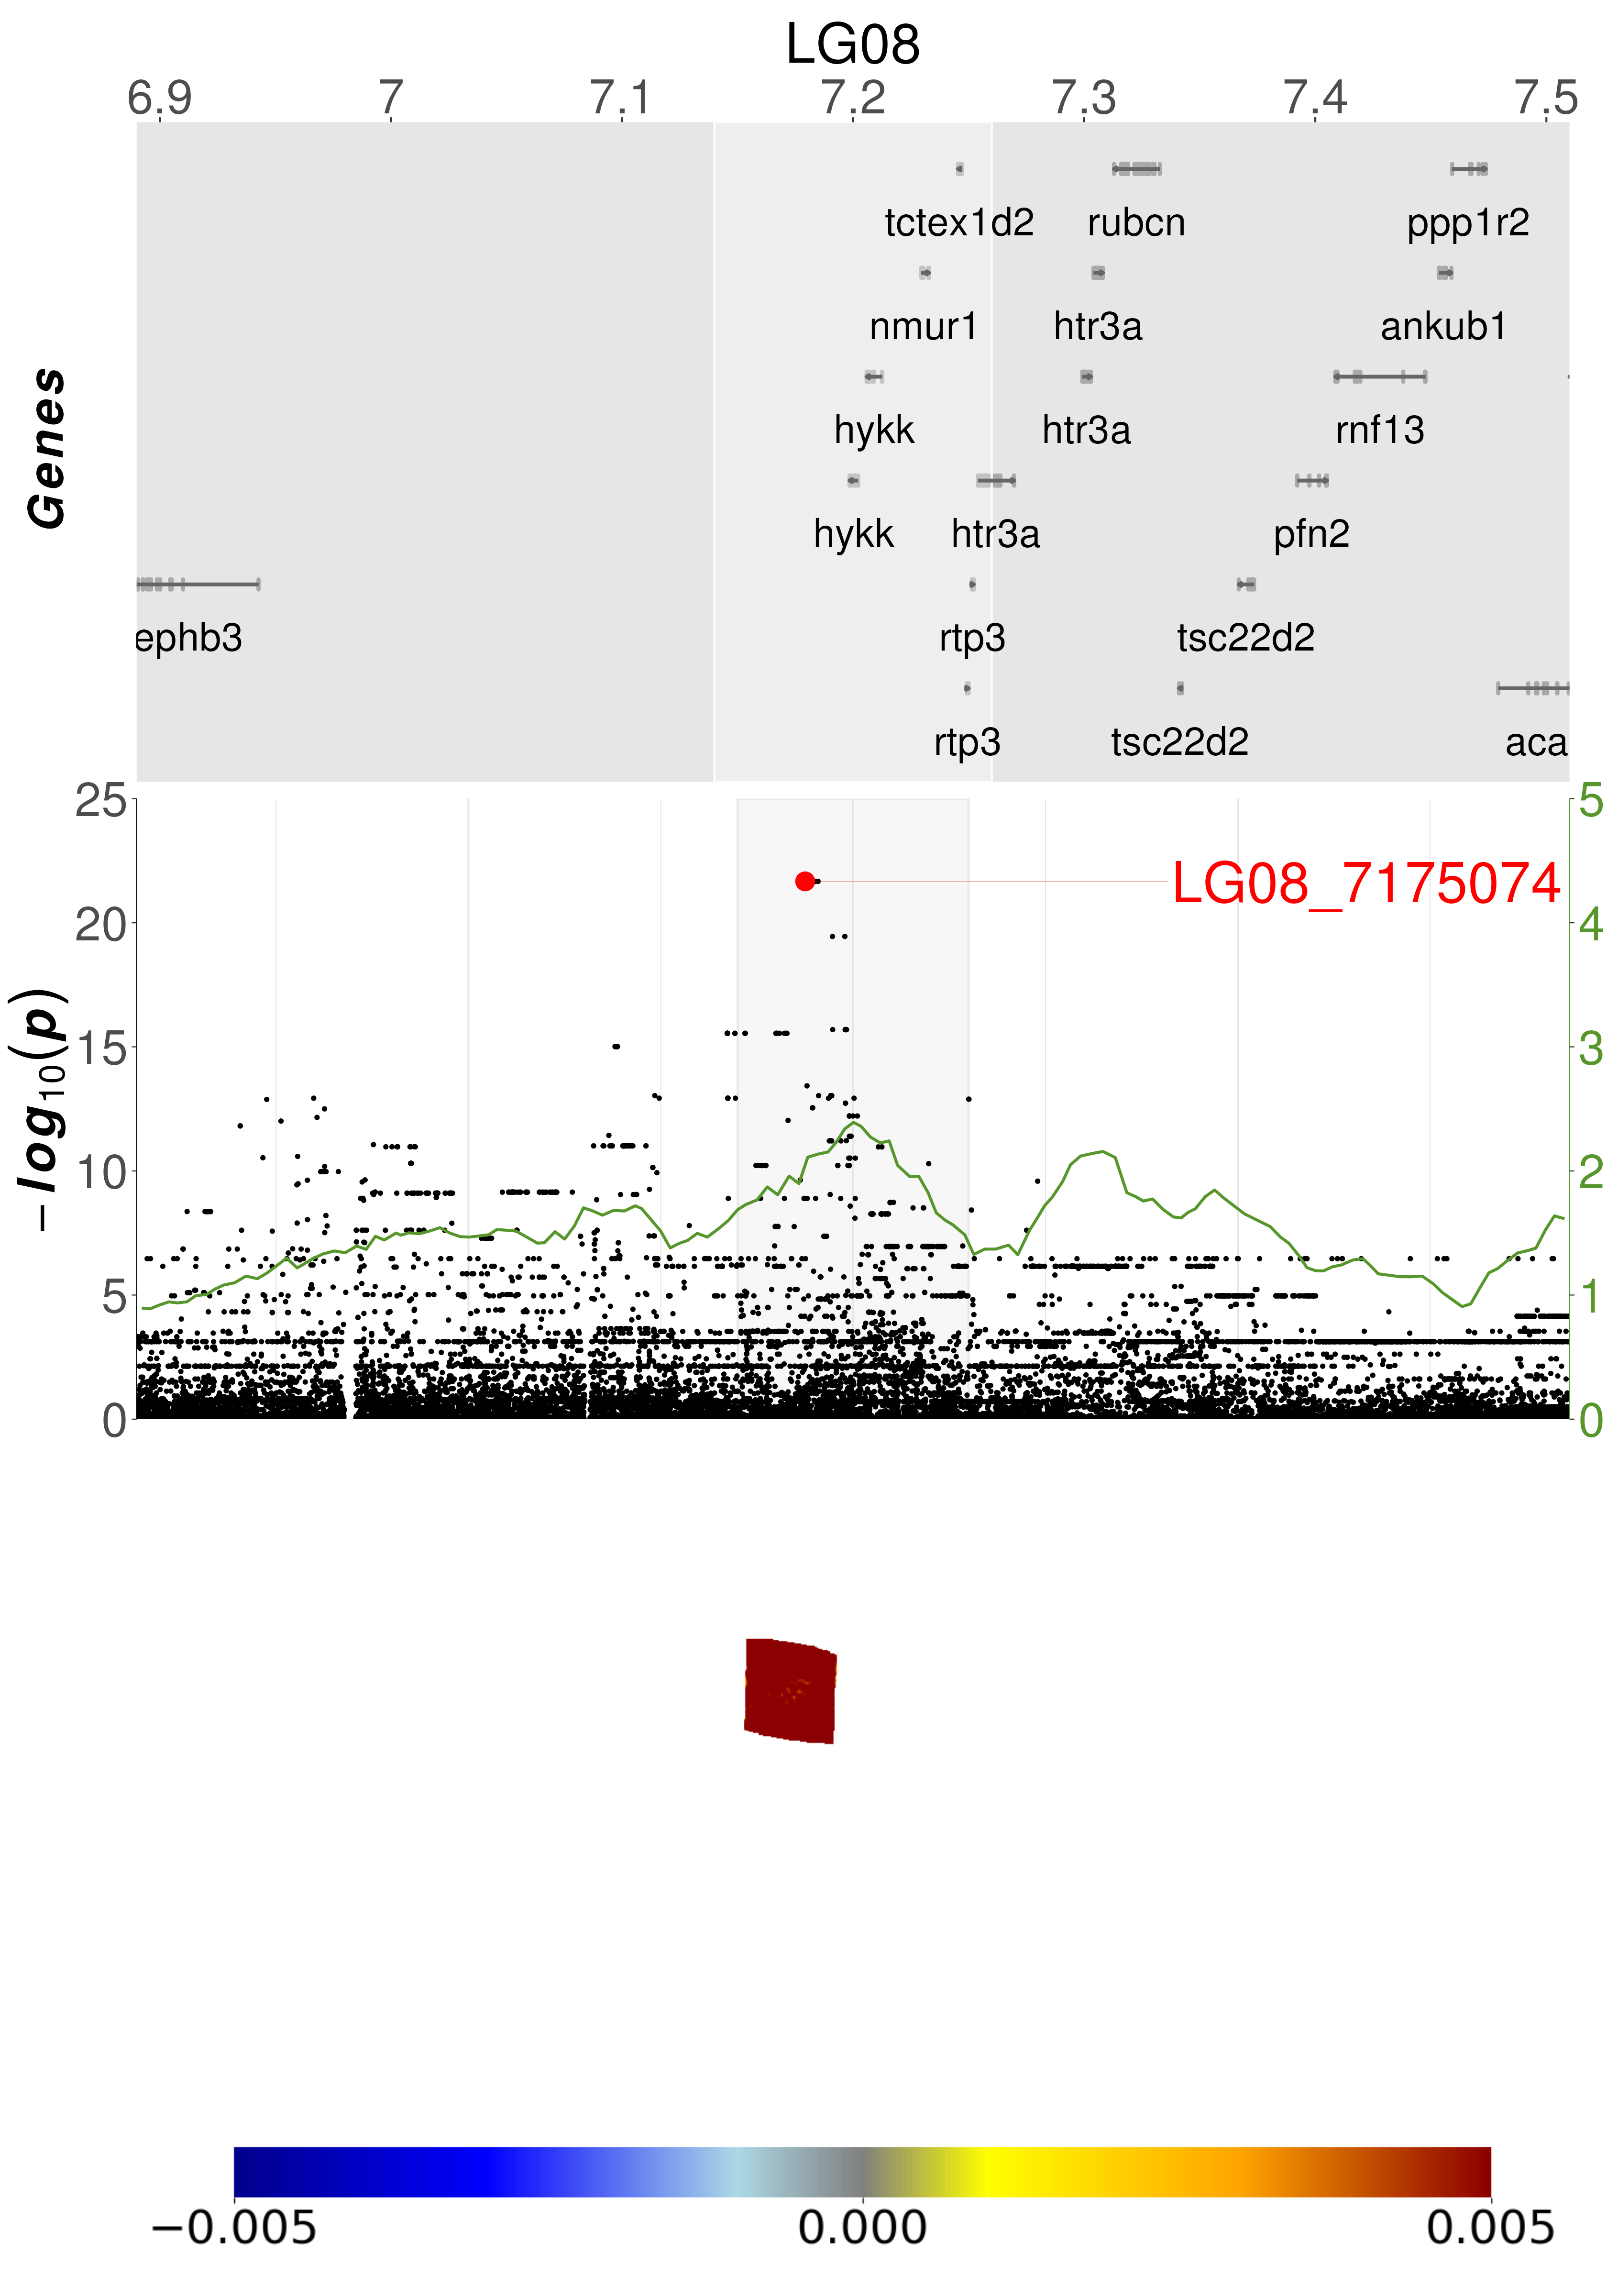 LG08
6.9 7 7.1 7.2 7.3 7.4 7.5
Genes
tctex1d2 rubcn ppp1r2
nmur1 htr3a ankub1
hykk htr3a rnf13
hykk htr3a pfn2
ephb3 rtp3 tsc22d2
rtp3 tsc22d2 aca
25 5
LG08_7175074
20 4
−log10(p)
15 3
10 2
5 1
0 0
−0.005 0.000 0.005